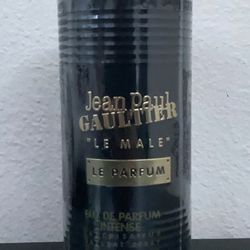 Jean Paul
GAULTIER
"LE MALE"
LE PARFUM
EAU DE PARFUM
INTENSE